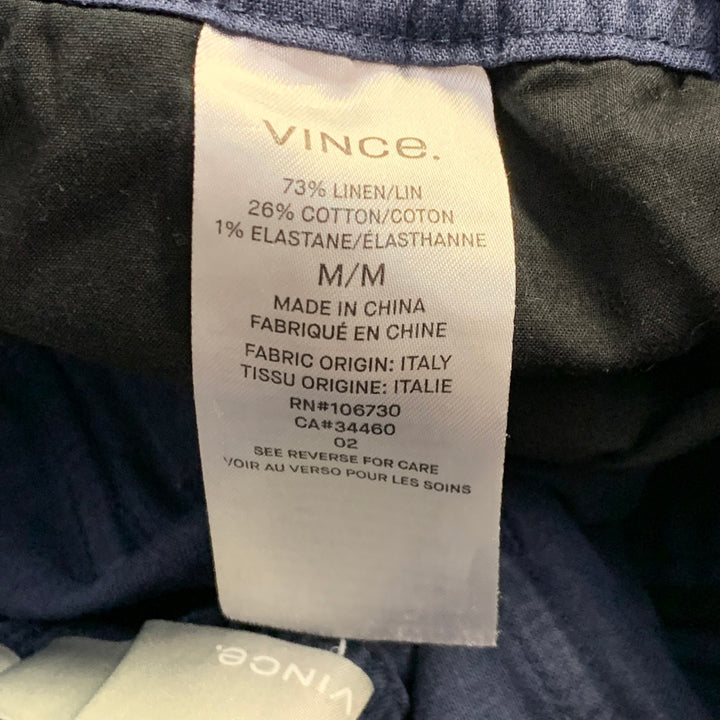 VINCE.
73% LINEN/LIN
26% COTTON/COTON
1% ELASTANE/ÉLASTHANNE
M/M
MADE IN CHINA
FABRIQUÉ EN CHINE
FABRIC ORIGIN: ITALY
TISSU ORIGINE: ITALIE
RN#106730
CA#34460
02
SEE REVERSE FOR CARE
VOIR AU VERSO POUR LES SOINS
VINCE.